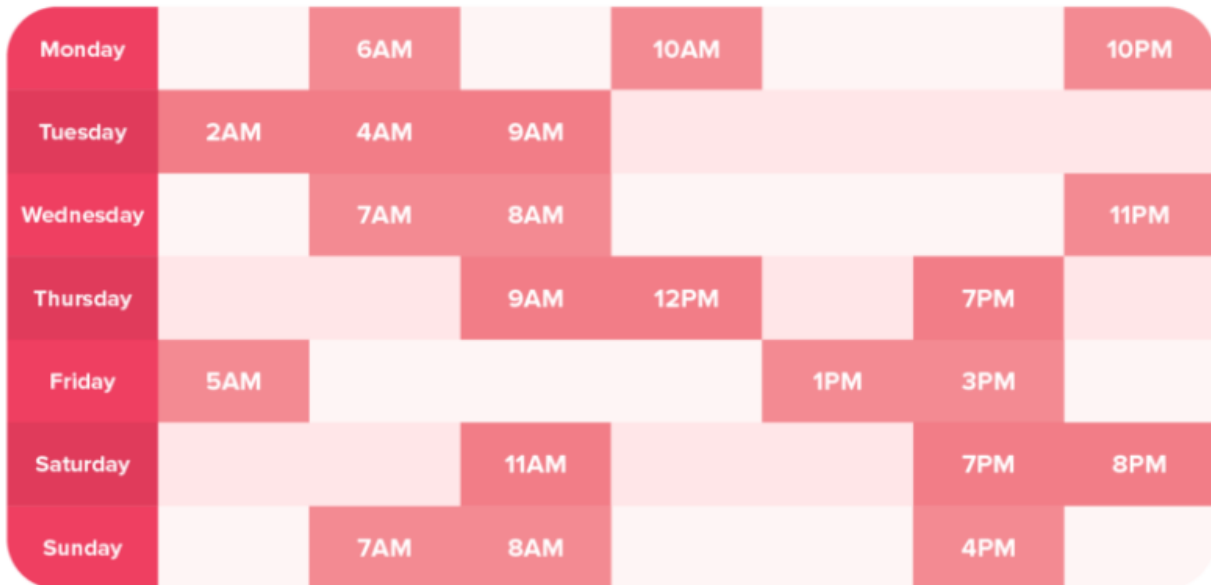 Monday 6AM 10AM 10PM
Tuesday 2AM 4AM 9AM
Wednesday 7AM 8AM 11PM
Thursday 9AM 12PM 7PM
Friday 5AM 1PM 3PM
Saturday 11AM 7PM 8PM
Sunday 7AM 8AM 4PM